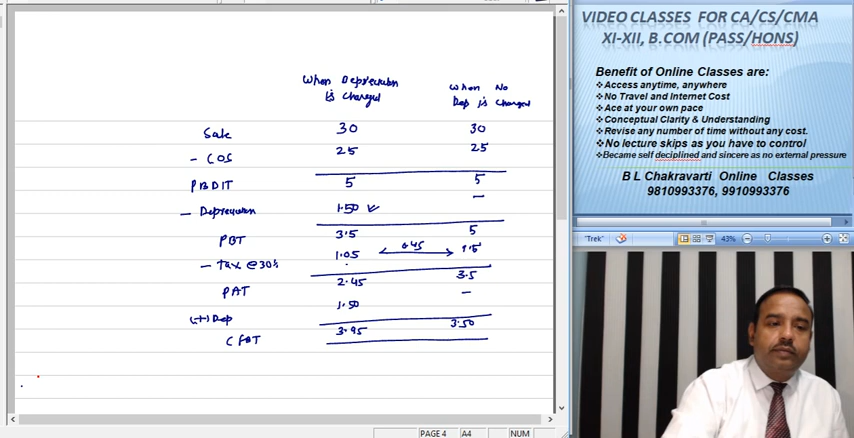 When Depreciation is Charged
When No Dep is Charged
Sale 30 30
- COS 25 25
PBDIT 5 5
- Depreciation 1.50 -
PBT 3.5 5
- Tax @ 30% 1.05 0.45 1.5
PAT 2.45 3.5
(+) Dep 1.50 -
CFAT 3.95 3.50
PAGE 4 A4 NUM
VIDEO CLASSES FOR CA/CS/CMA
XI-XII, B.COM (PASS/HONS)
Benefit of Online Classes are:
❖Access anytime, anywhere
❖No Travel and Internet Cost
❖Ace at your own pace
❖Conceptual Clarity & Understanding
❖Revise any number of time without any cost.
❖No lecture skips as you have to control
❖Became self deciplined and sincere as no external pressure
B L Chakravarti Online Classes
9810993376, 9910993376
"Trek" 43%